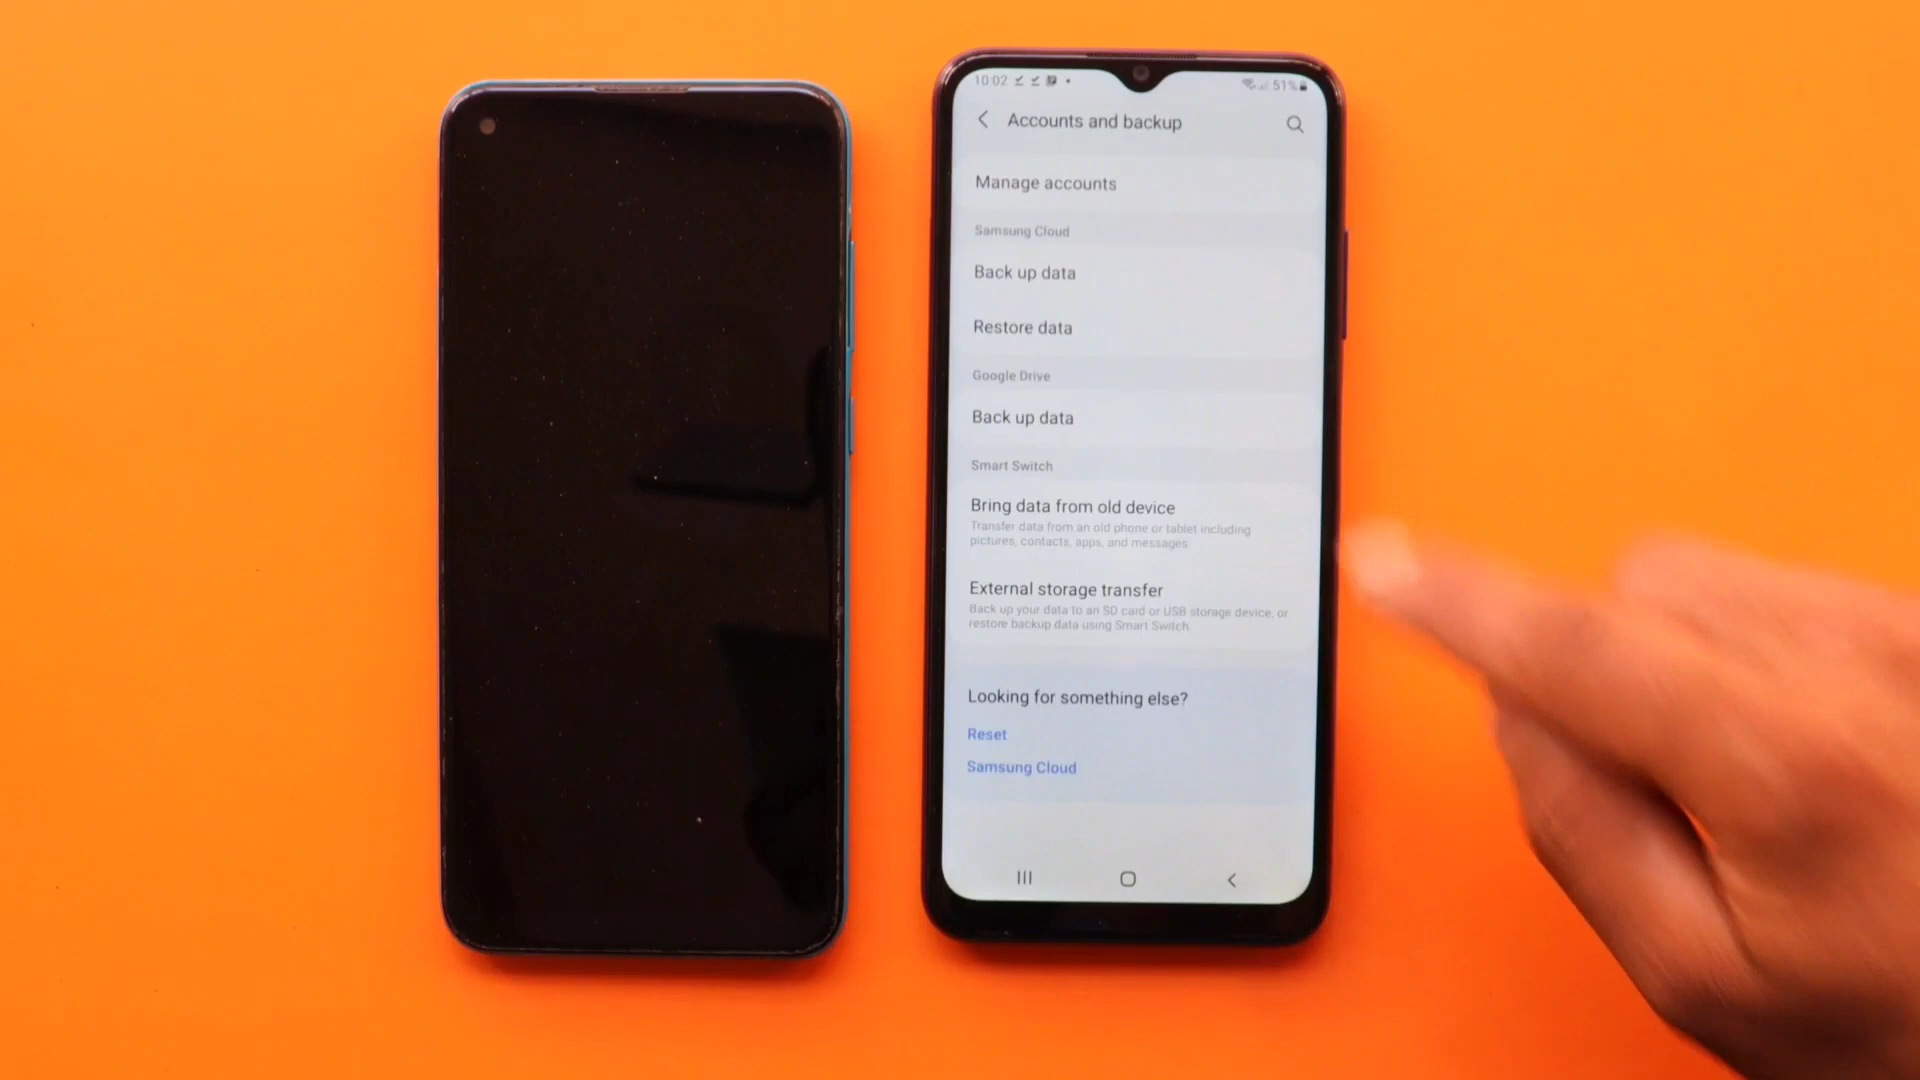 10:02
51%
Accounts and backup
Manage accounts
Samsung Cloud
Back up data
Restore data
Google Drive
Back up data
Smart Switch
Bring data from old device
Transfer data from an old phone or tablet including
pictures, contacts, apps, and messages.
External storage transfer
Back up your data to an SD card or USB storage device, or
restore backup data using Smart Switch.
Looking for something else?
Reset
Samsung Cloud